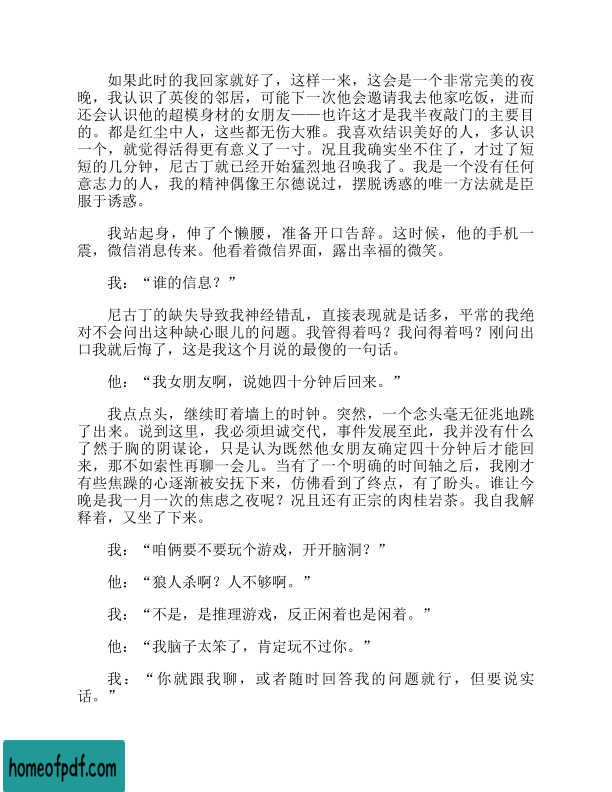 如果此时的我回家就好了，这样一来，这会是一个非常完美的夜
晚，我认识了英俊的邻居，可能下一次他会邀请我去他家吃饭，进而
还会认识他的超模身材的女朋友——也许这才是我半夜敲门的主要目
的。都是红尘中人，这些都无伤大雅。我喜欢结识美好的人，多认识
一个，就觉得活得更有意义了一寸。况且我确实坐不住了，才过了短
短的几分钟，尼古丁就已经开始猛烈地召唤我了。我是一个没有任何
意志力的人，我的精神偶像王尔德说过，摆脱诱惑的唯一方法就是臣
服于诱惑。
我站起身，伸了个懒腰，准备开口告辞。这时候，他的手机一
震，微信消息传来。他看着微信界面，露出幸福的微笑。
我：“谁的信息？”
尼古丁的缺失导致我神经错乱，直接表现就是话多，平常的我绝
对不会问出这种缺心眼儿的问题。我管得着吗？我问得着吗？刚问出
口我就后悔了，这是我这个月说的最傻的一句话。
他：“我女朋友啊，说她四十分钟后回来。”
我点点头，继续盯着墙上的时钟。突然，一个念头毫无征兆地跳
了出来。说到这里，我必须坦诚交代，事件发展至此，我并没有什么
了然于胸的阴谋论，只是认为既然他女朋友确定四十分钟后才能回
来，那不如索性再聊一会儿。当有了一个明确的时间轴之后，我刚才
有些焦躁的心逐渐被安抚下来，仿佛看到了终点，有了盼头。谁让今
晚是我一月一次的焦虑之夜呢？况且还有正宗的肉桂岩茶。我自我解
释着，又坐了下来。
我：“咱俩要不要玩个游戏，开开脑洞？”
他：“狼人杀啊？人不够啊。”
我：“不是，是推理游戏，反正闲着也是闲着。”
他：“我脑子太笨了，肯定玩不过你。”
我：“你就跟我聊，或者随时回答我的问题就行，但要说实
话。”
homeofpdf.com